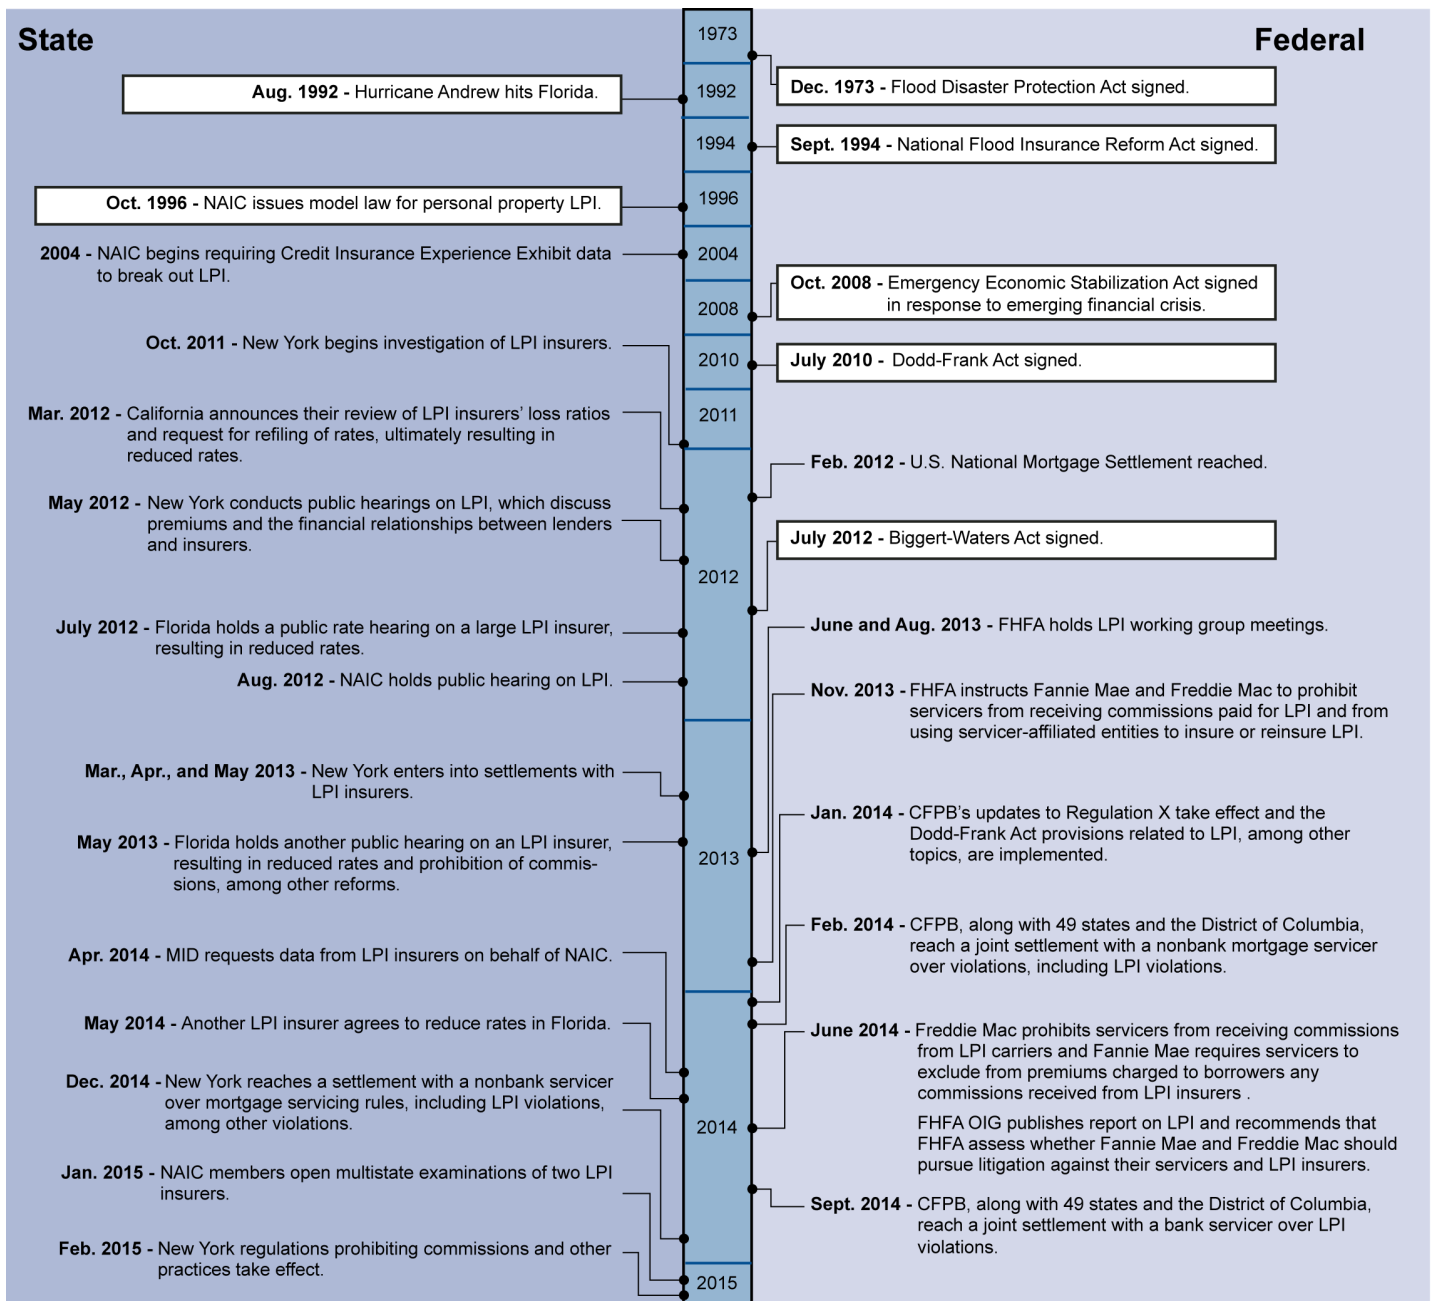 State
Aug. 1992 - Hurricane Andrew hits Florida.
Oct. 1996 - NAIC issues model law for personal property LPI.
2004 - NAIC begins requiring Credit Insurance Experience Exhibit data
to break out LPI.
Oct. 2011 - New York begins investigation of LPI insurers.
Mar. 2012 - California announces their review of LPI insurers’ loss ratios
and request for refiling of rates, ultimately resulting in
reduced rates.
May 2012 - New York conducts public hearings on LPI, which discuss
premiums and the financial relationships between lenders
and insurers.
July 2012 - Florida holds a public rate hearing on a large LPI insurer,
resulting in reduced rates.
Aug. 2012 - NAIC holds public hearing on LPI.
Mar., Apr., and May 2013 - New York enters into settlements with
LPI insurers.
May 2013 - Florida holds another public hearing on an LPI insurer,
resulting in reduced rates and prohibition of commis-
sions, among other reforms.
Apr. 2014 - MID requests data from LPI insurers on behalf of NAIC.
May 2014 - Another LPI insurer agrees to reduce rates in Florida.
Dec. 2014 - New York reaches a settlement with a nonbank servicer
over mortgage servicing rules, including LPI violations,
among other violations.
Jan. 2015 - NAIC members open multistate examinations of two LPI
insurers.
Feb. 2015 - New York regulations prohibiting commissions and other
practices take effect.
1973
1992
1994
1996
2004
2008
2010
2011
2012
2013
2014
2015
Federal
Dec. 1973 - Flood Disaster Protection Act signed.
Sept. 1994 - National Flood Insurance Reform Act signed.
Oct. 2008 - Emergency Economic Stabilization Act signed
in response to emerging financial crisis.
July 2010 - Dodd-Frank Act signed.
Feb. 2012 - U.S. National Mortgage Settlement reached.
July 2012 - Biggert-Waters Act signed.
June and Aug. 2013 - FHFA holds LPI working group meetings.
Nov. 2013 - FHFA instructs Fannie Mae and Freddie Mac to prohibit
servicers from receiving commissions paid for LPI and from
using servicer-affiliated entities to insure or reinsure LPI.
Jan. 2014 - CFPB’s updates to Regulation X take effect and the
Dodd-Frank Act provisions related to LPI, among other
topics, are implemented.
Feb. 2014 - CFPB, along with 49 states and the District of Columbia,
reach a joint settlement with a nonbank mortgage servicer
over violations, including LPI violations.
June 2014 - Freddie Mac prohibits servicers from receiving commissions
from LPI carriers and Fannie Mae requires servicers to
exclude from premiums charged to borrowers any
commissions received from LPI insurers .
FHFA OIG publishes report on LPI and recommends that
FHFA assess whether Fannie Mae and Freddie Mac should
pursue litigation against their servicers and LPI insurers.
Sept. 2014 - CFPB, along with 49 states and the District of Columbia,
reach a joint settlement with a bank servicer over LPI
violations.